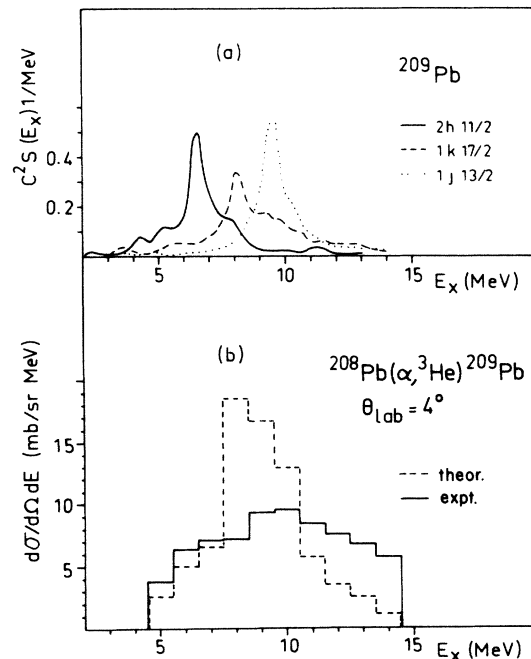 (a)
²⁰⁹Pb
C²S(Eₓ)1/MeV
0.4
0.2
2h 11/2
1k 17/2
1j 13/2
5
10
15
Eₓ(MeV)
(b)
²⁰⁸Pb(α,³He)²⁰⁹Pb
θ_lab = 4°
dσ/dΩdE (mb/sr MeV)
15
10
5
theor.
expt.
5
10
15
Eₓ(MeV)